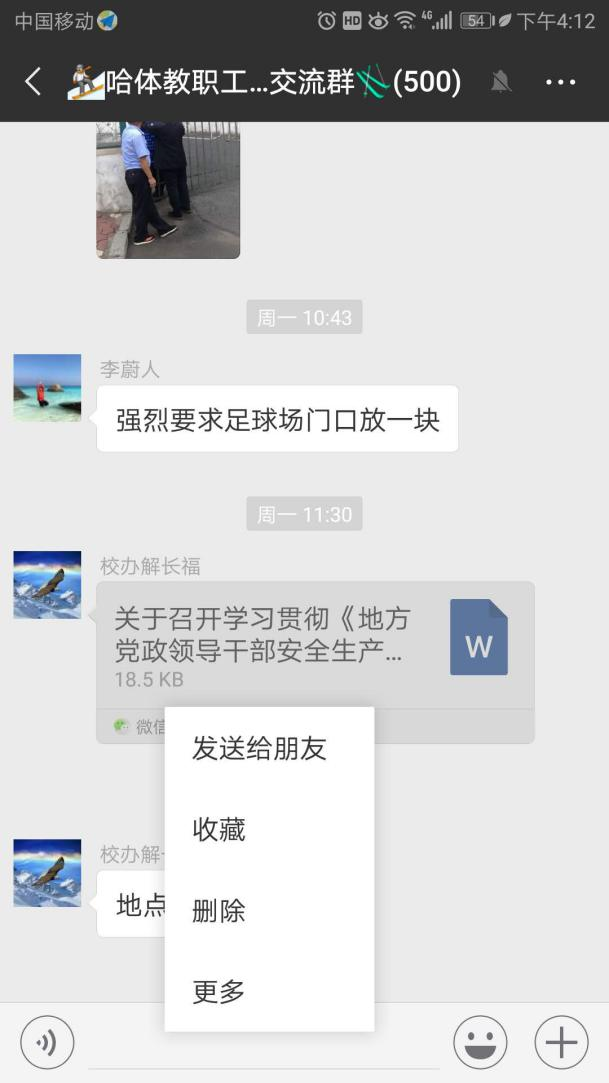 中国移动 HD 4G 54 下午4:12
哈体教职工...交流群(500)
周一 10:43
李蔚人
强烈要求足球场门口放一块
周一 11:30
校办解长福
关于召开学习贯彻《地方
党政领导干部安全生产...
W
18.5 KB
微信
发送给朋友
收藏
校办解
地点
删除
更多